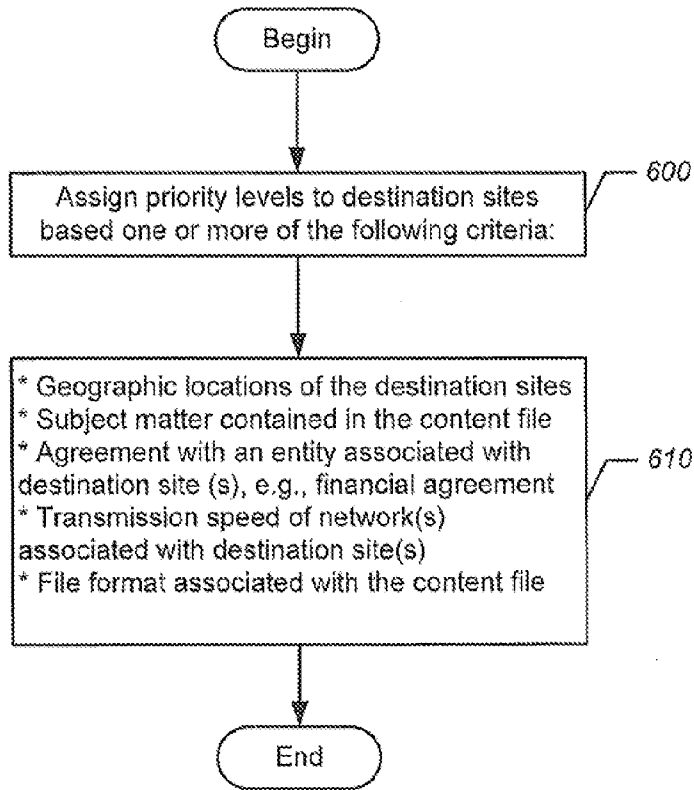 Begin
600
Assign priority levels to destination sites
based one or more of the following criteria:
* Geographic locations of the destination sites
* Subject matter contained in the content file
* Agreement with an entity associated with
destination site (s), e.g., financial agreement
* Transmission speed of network(s)
associated with destination site(s)
* File format associated with the content file
610
End